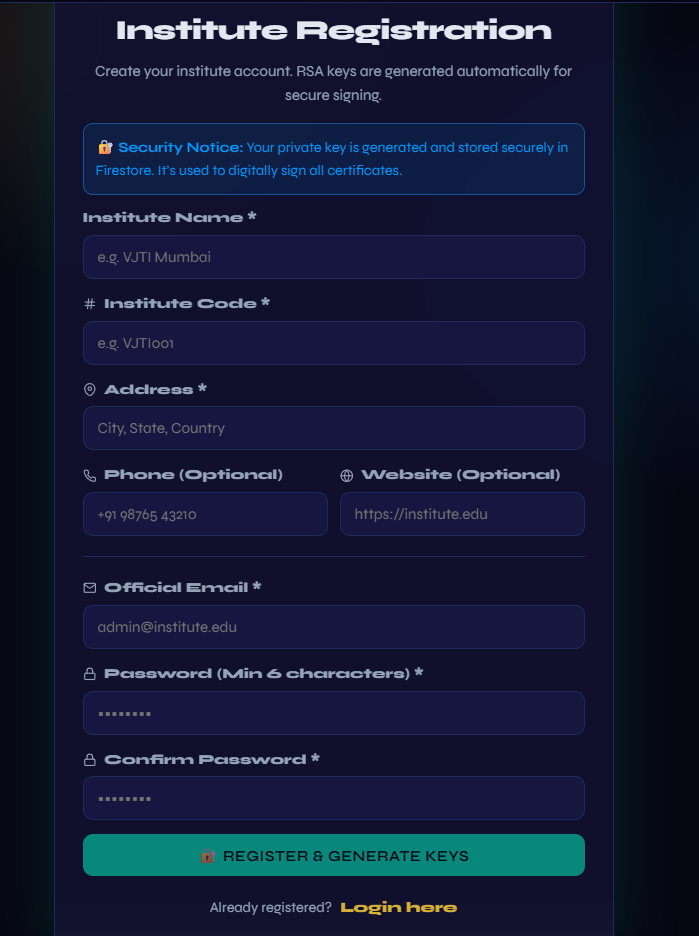 Institute Registration
Create your institute account. RSA keys are generated automatically for
secure signing.
🔐 Security Notice: Your private key is generated and stored securely in
Firestore. It's used to digitally sign all certificates.
Institute Name *
e.g. VJTI Mumbai
# Institute Code *
e.g. VJTI001
Address *
City, State, Country
Phone (Optional) Website (Optional)
+91 98765 43210 https://institute.edu
Official Email *
admin@institute.edu
Password (Min 6 characters) *
••••••••
Confirm Password *
••••••••
🔐 REGISTER & GENERATE KEYS
Already registered? Login here